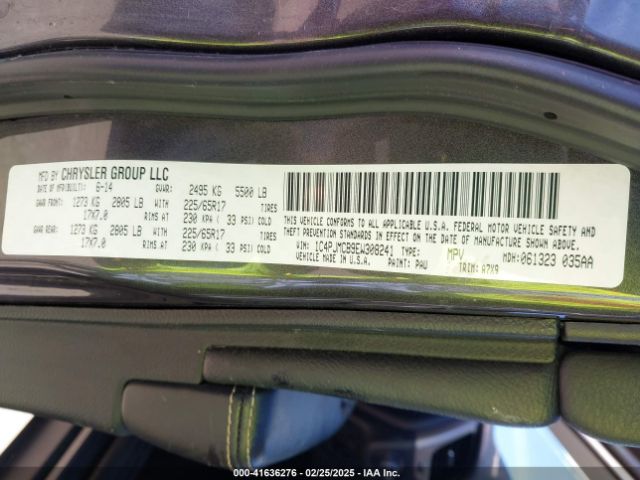 MFD BY CHRYSLER GROUP LLC
DATE OF MFD(BUILT): 6-14 GVWR: 2495 KG 5500 LB
GAWR FRONT: 1273 KG 2805 LB 225/65R17 TIRES
17X7.0 RIMS AT 230 KPA ( 33 PSI) COLD
GAWR REAR: 1273 KG 2805 LB 225/65R17 TIRES
17X7.0 RIMS AT 230 KPA ( 33 PSI) COLD
THIS VEHICLE CONFORMS TO ALL APPLICABLE U.S.A. FEDERAL MOTOR VEHICLE SAFETY AND
THEFT PREVENTION STANDARDS IN EFFECT ON THE DATE OF MANUFACTURE SHOWN ABOVE.
VIN: 1C4PJMCB9EW308241 TYPE: MPV MDH: 061323 035AA
VEHICLE MADE IN U.S.A. PAINT: PAU TRIM: A7X9
000-41636276 - 02/25/2025 - IAA Inc.